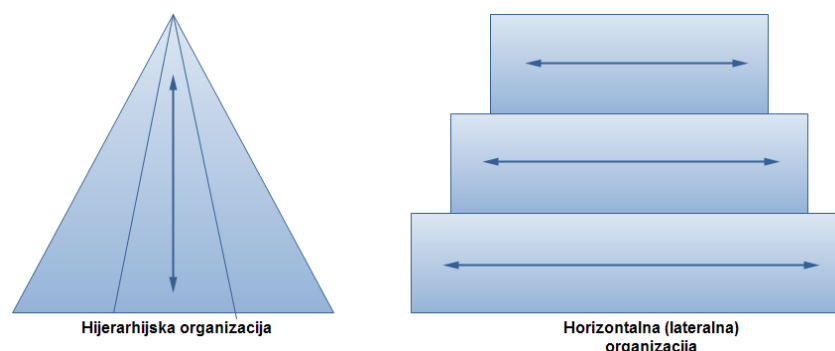 Hijerarhijska organizacija
Horizontalna (lateralna)
organizacija